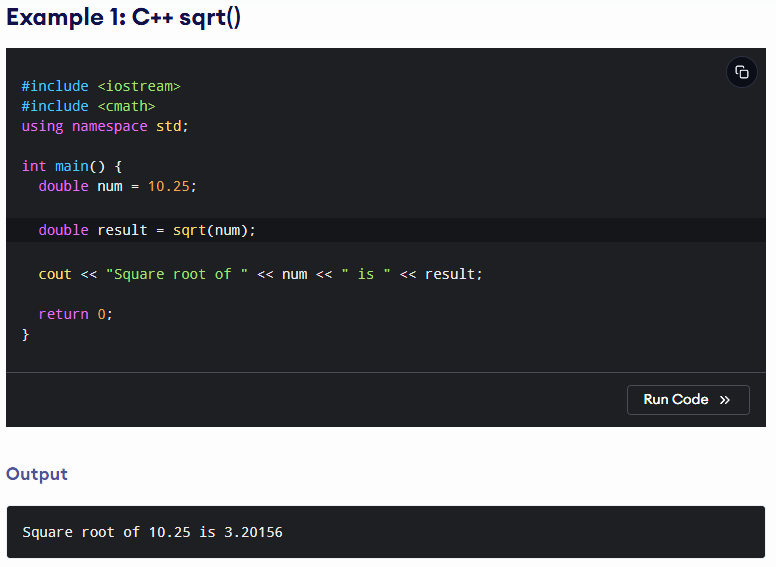 Example 1: C++ sqrt()
#include <iostream>
#include <cmath>
using namespace std;
int main() {
  double num = 10.25;
  double result = sqrt(num);
  cout << "Square root of " << num << " is " << result;
  return 0;
}
Run Code »
Output
Square root of 10.25 is 3.20156